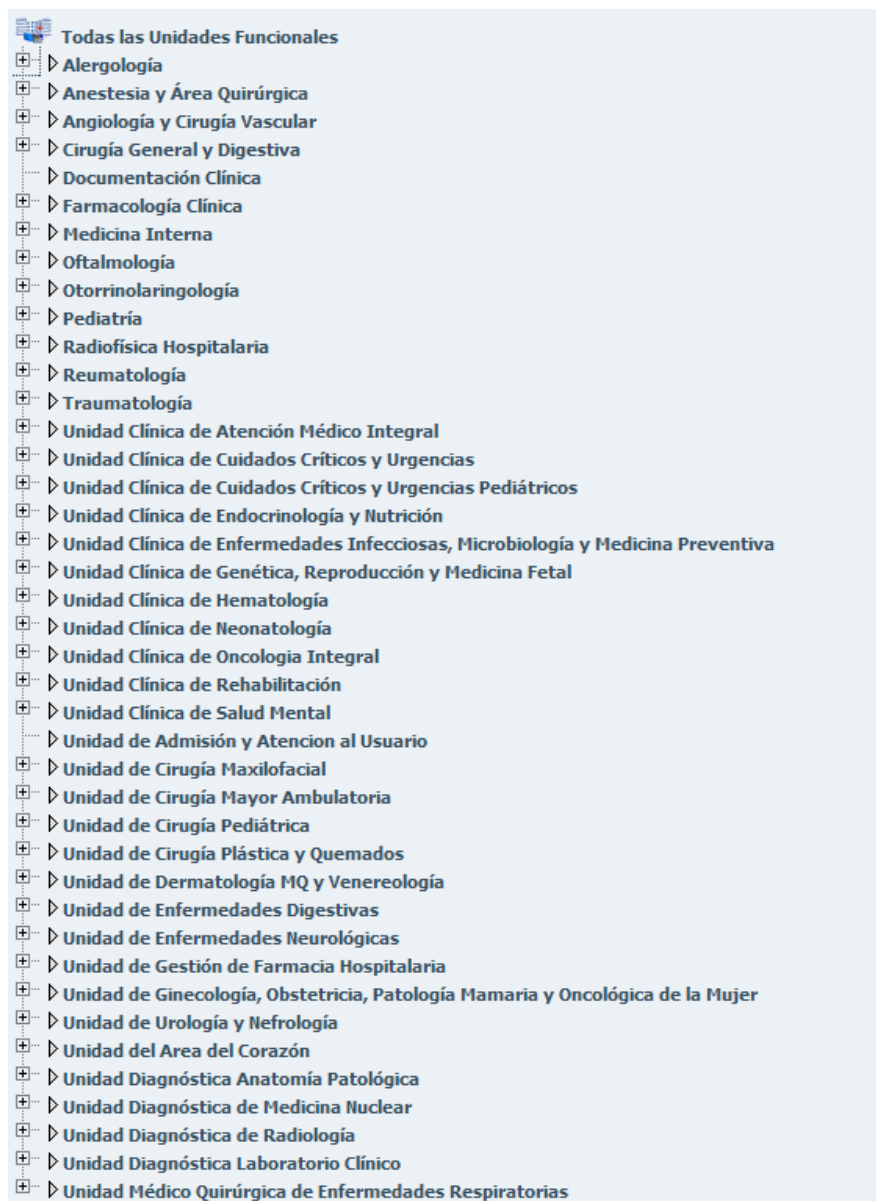 Todas las Unidades Funcionales
Alergología
Anestesia y Área Quirúrgica
Angiología y Cirugía Vascular
Cirugía General y Digestiva
Documentación Clínica
Farmacología Clínica
Medicina Interna
Oftalmología
Otorrinolaringología
Pediatría
Radiofísica Hospitalaria
Reumatología
Traumatología
Unidad Clínica de Atención Médico Integral
Unidad Clínica de Cuidados Críticos y Urgencias
Unidad Clínica de Cuidados Críticos y Urgencias Pediátricos
Unidad Clínica de Endocrinología y Nutrición
Unidad Clínica de Enfermedades Infecciosas, Microbiología y Medicina Preventiva
Unidad Clínica de Genética, Reproducción y Medicina Fetal
Unidad Clínica de Hematología
Unidad Clínica de Neonatología
Unidad Clínica de Oncologia Integral
Unidad Clínica de Rehabilitación
Unidad Clínica de Salud Mental
Unidad de Admisión y Atencion al Usuario
Unidad de Cirugía Maxilofacial
Unidad de Cirugía Mayor Ambulatoria
Unidad de Cirugía Pediátrica
Unidad de Cirugía Plástica y Quemados
Unidad de Dermatología MQ y Venereología
Unidad de Enfermedades Digestivas
Unidad de Enfermedades Neurológicas
Unidad de Gestión de Farmacia Hospitalaria
Unidad de Ginecología, Obstetricia, Patología Mamaria y Oncológica de la Mujer
Unidad de Urología y Nefrología
Unidad del Area del Corazón
Unidad Diagnóstica Anatomía Patológica
Unidad Diagnóstica de Medicina Nuclear
Unidad Diagnóstica de Radiología
Unidad Diagnóstica Laboratorio Clínico
Unidad Médico Quirúrgica de Enfermedades Respiratorias